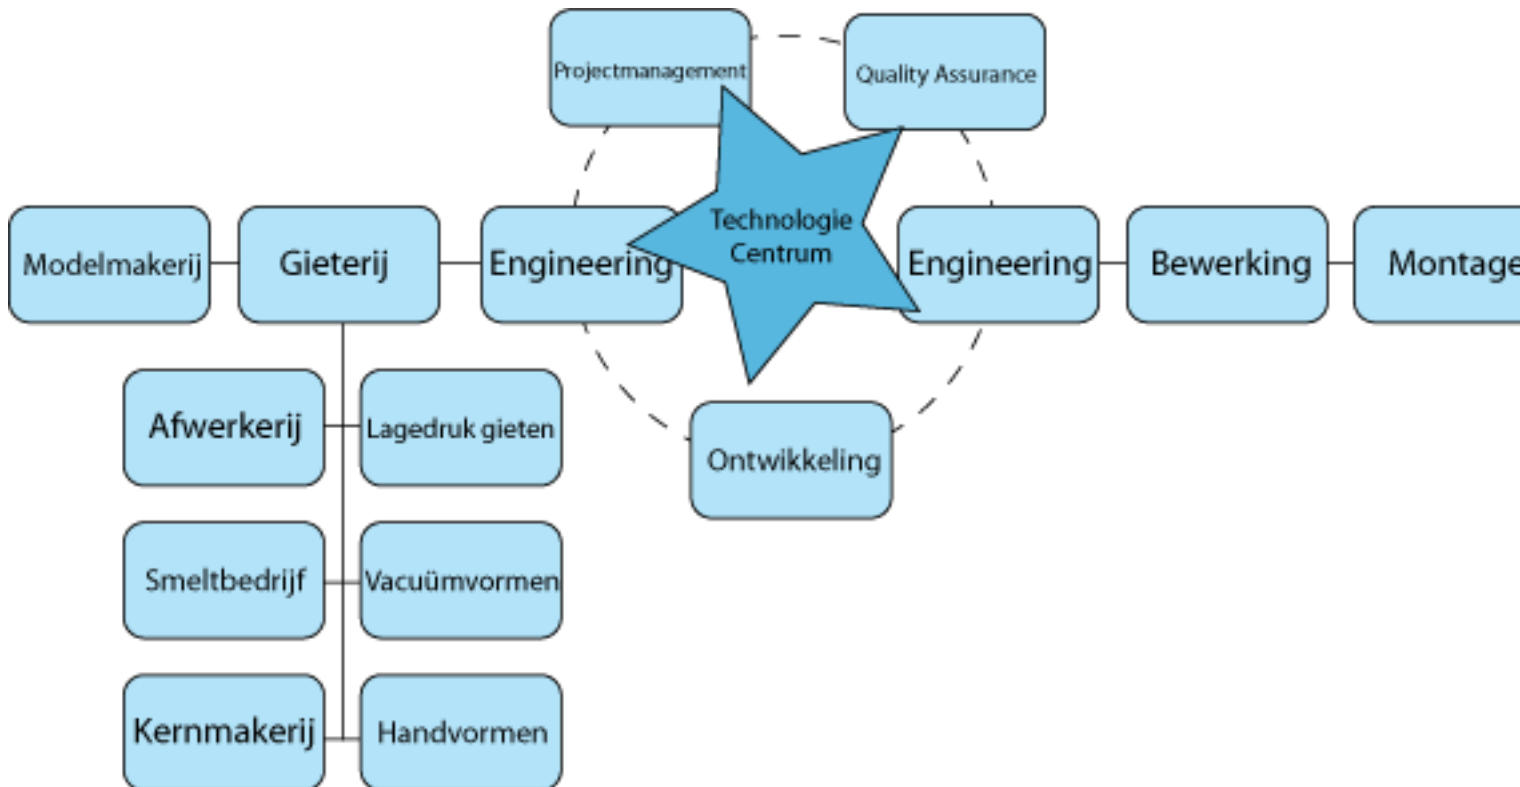 Projectmanagement
Quality Assurance
Technologie
Centrum
Modelmakerij
Gieterij
Engineering
Engineering
Bewerking
Montage
Afwerkerij
Lagedruk gieten
Ontwikkeling
Smeltbedrijf
Vacuümvormen
Kernmakerij
Handvormen